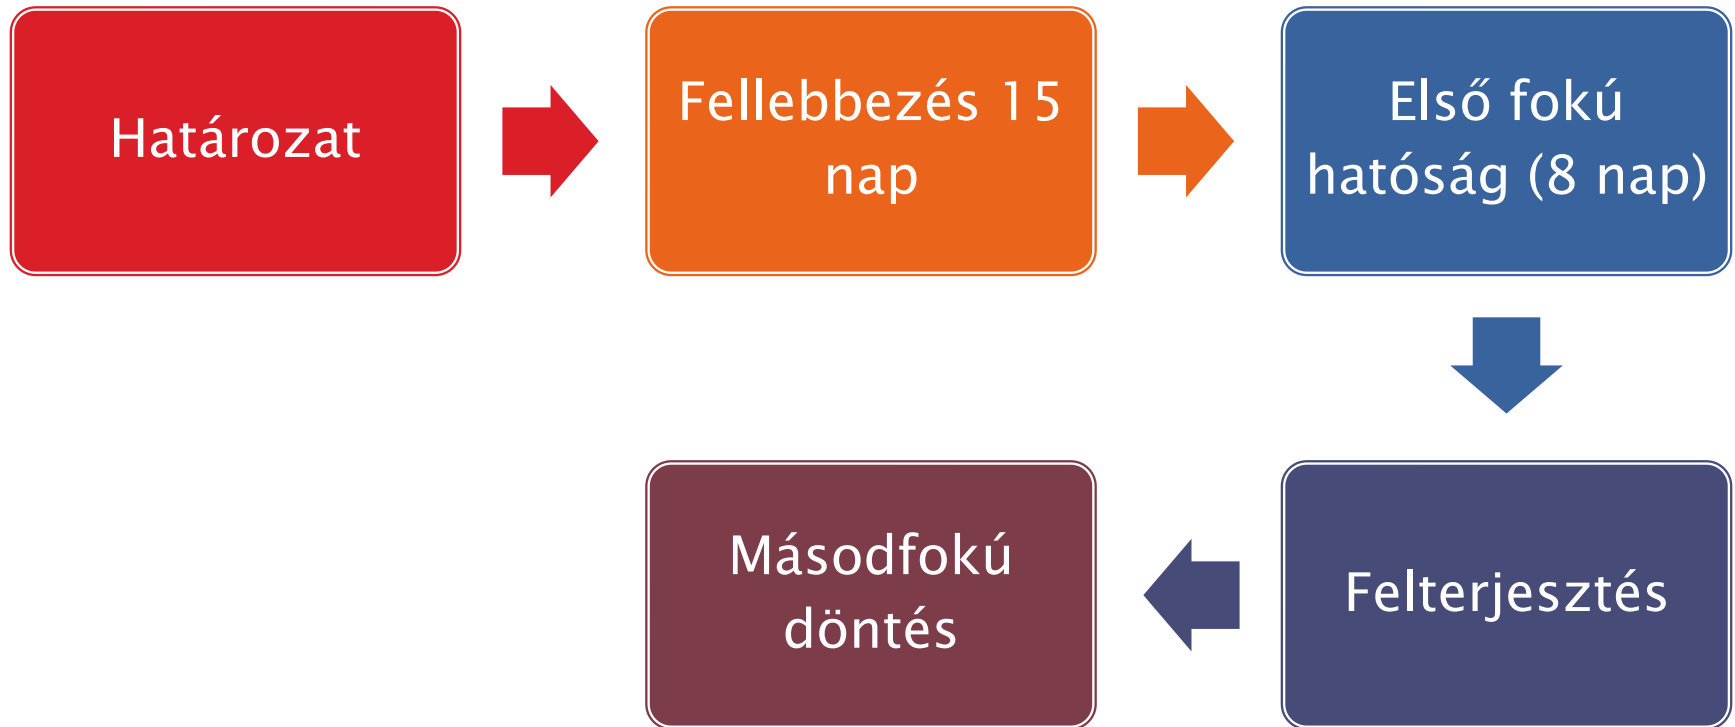 Határozat
Fellebbezés 15
nap
Első fokú
hatóság (8 nap)
Felterjesztés
Másodfokú
döntés